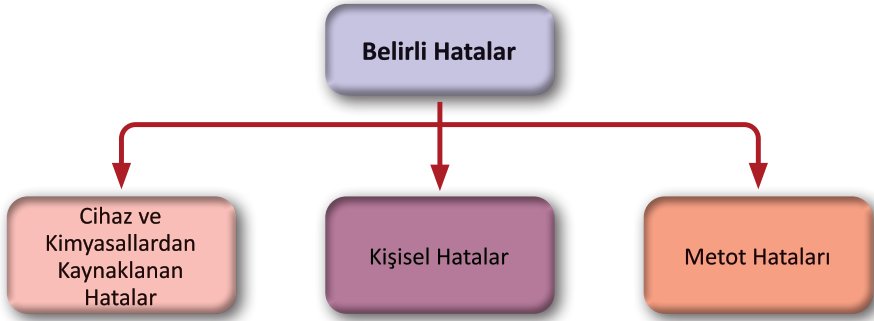 Belirli Hatalar
Cihaz ve
Kimyasallardan
Kaynaklanan
Hatalar
Kişisel Hatalar
Metot Hataları